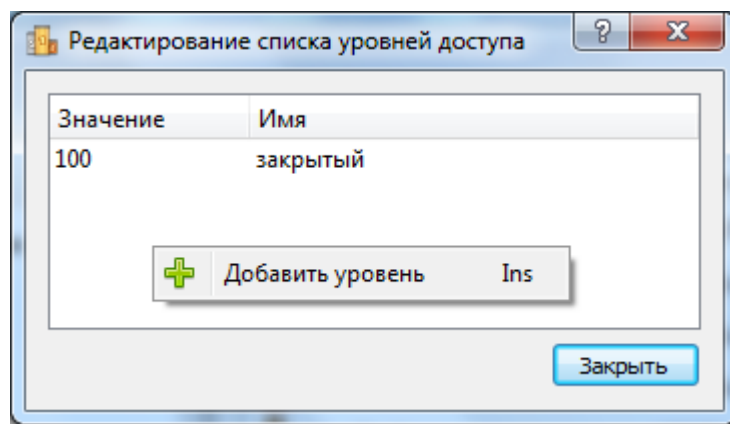 Редактирование списка уровней доступа
Значение Имя
100 закрытый
Добавить уровень Ins
Закрыть